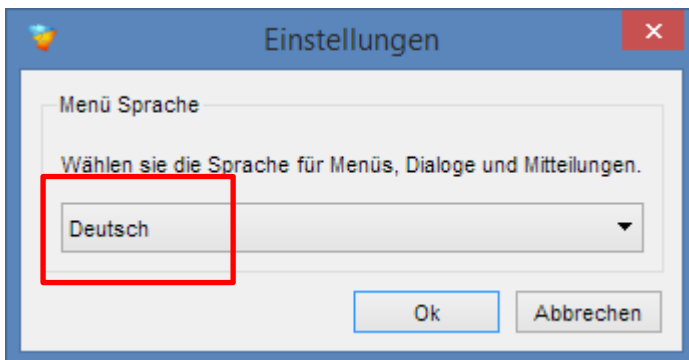 Einstellungen
Menü Sprache
Wählen sie die Sprache für Menüs, Dialoge und Mitteilungen.
Deutsch
Ok
Abbrechen